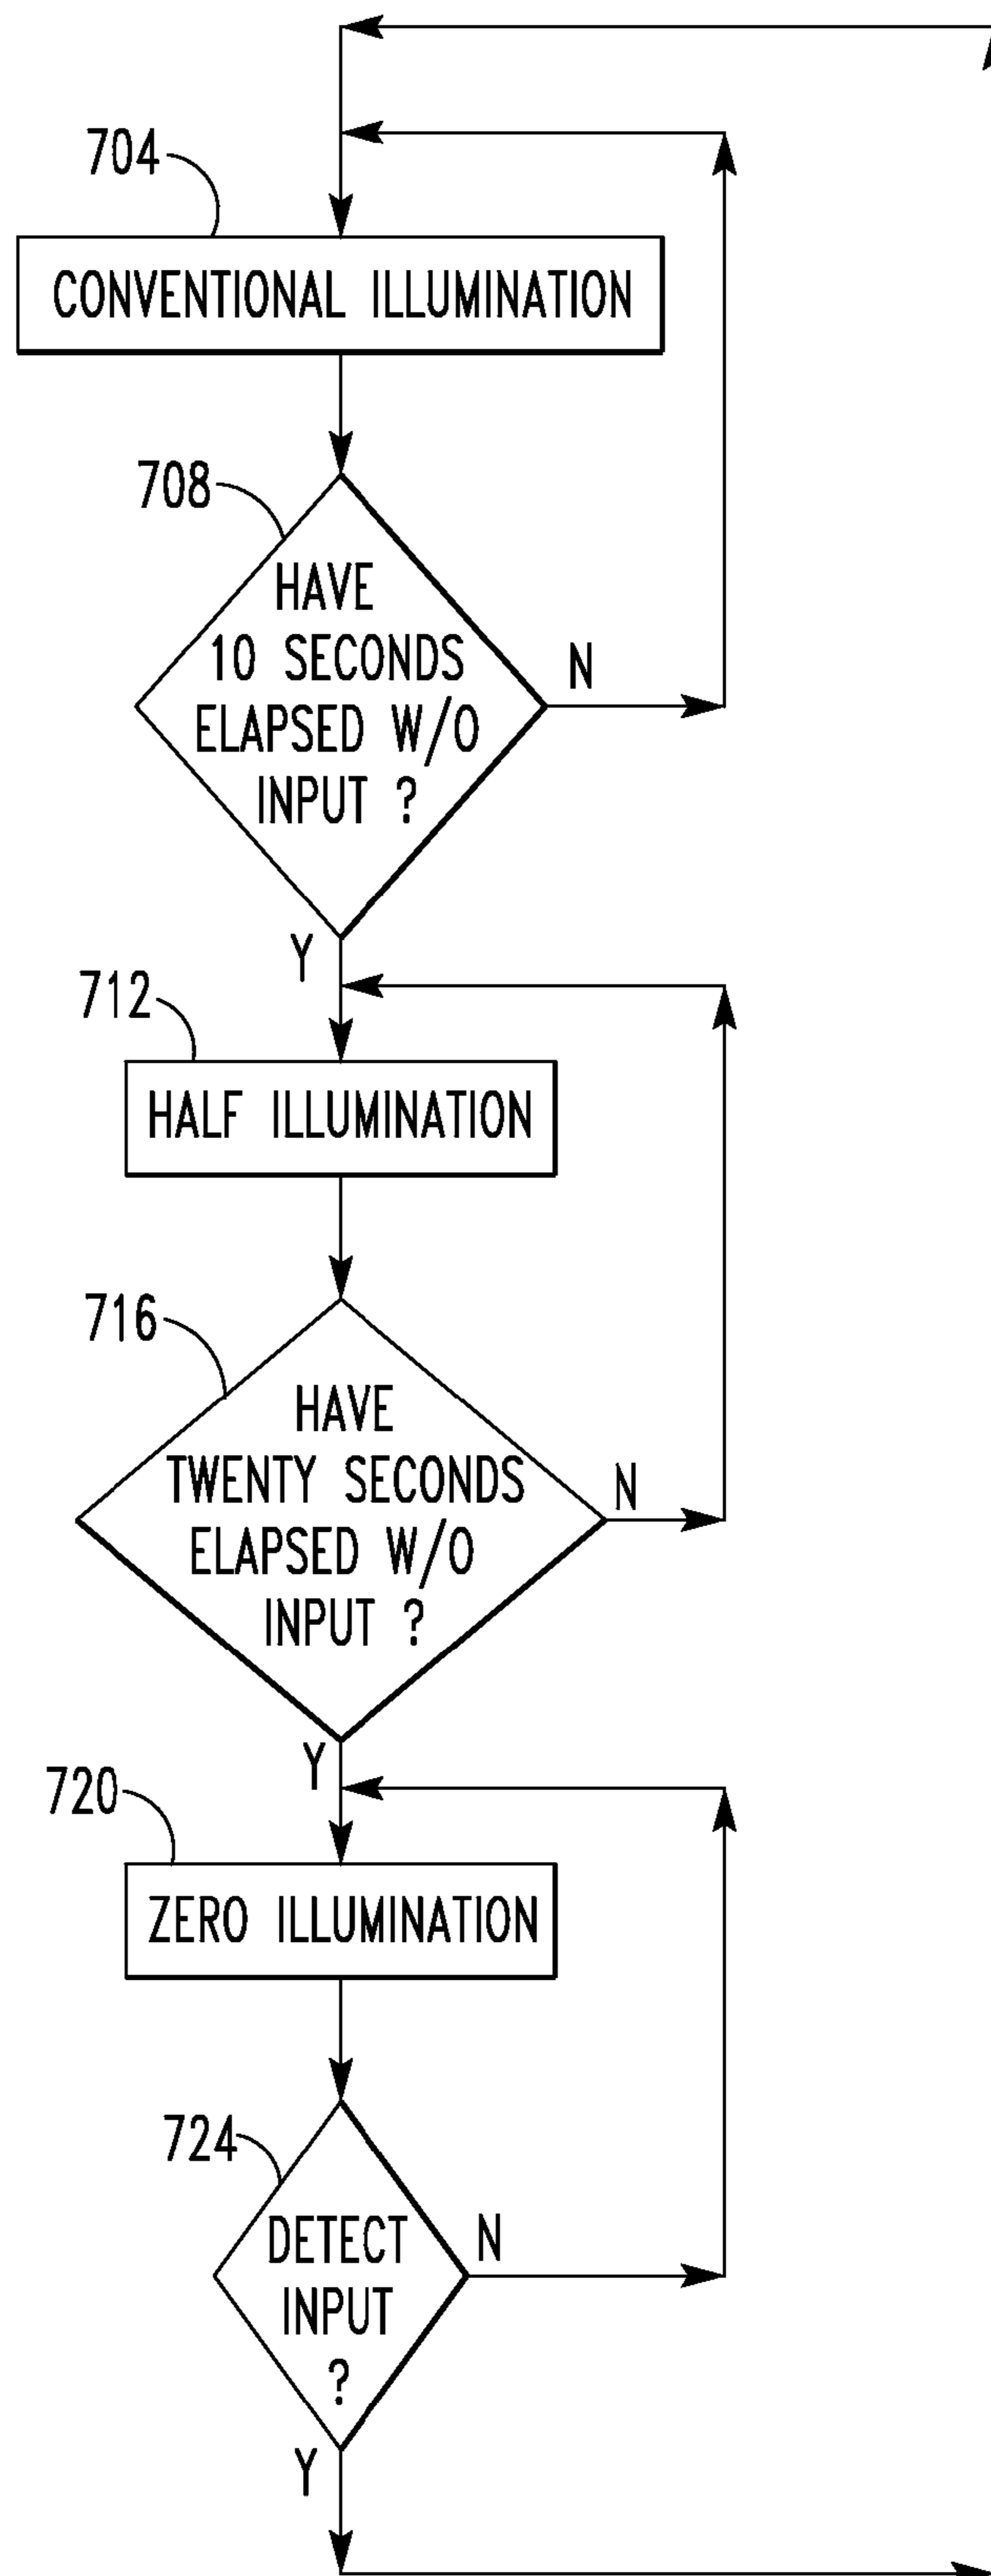 704
CONVENTIONAL ILLUMINATION
708
HAVE
10 SECONDS
ELAPSED W/O
INPUT ?
N
Y
712
HALF ILLUMINATION
716
HAVE
TWENTY SECONDS
ELAPSED W/O
INPUT ?
N
Y
720
ZERO ILLUMINATION
724
DETECT
INPUT
?
N
Y